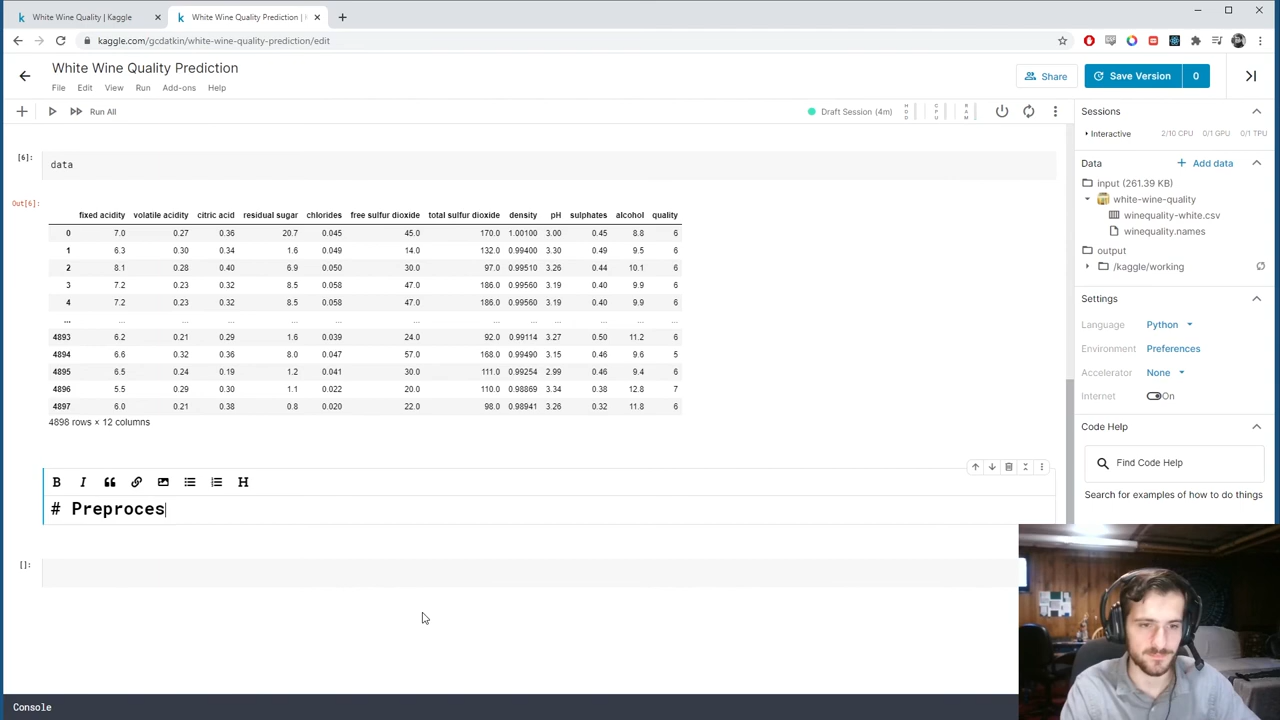 White Wine Quality | Kaggle
White Wine Quality Prediction |
kaggle.com/gcdatkin/white-wine-quality-prediction/edit
White Wine Quality Prediction
File Edit View Run Add-ons Help
Share
Save Version 0
Run All
Draft Session (4m)
HDD CPU RAM
[6]: data
Out[6]:
fixed acidity volatile acidity citric acid residual sugar chlorides free sulfur dioxide total sulfur dioxide density pH sulphates alcohol quality
0 7.0 0.27 0.36 20.7 0.045 45.0 170.0 1.00100 3.00 0.45 8.8 6
1 6.3 0.30 0.34 1.6 0.049 14.0 132.0 0.99400 3.30 0.49 9.5 6
2 8.1 0.28 0.40 6.9 0.050 30.0 97.0 0.99510 3.26 0.44 10.1 6
3 7.2 0.23 0.32 8.5 0.058 47.0 186.0 0.99560 3.19 0.40 9.9 6
4 7.2 0.23 0.32 8.5 0.058 47.0 186.0 0.99560 3.19 0.40 9.9 6
... ... ... ... ... ... ... ... ... ... ... ... ...
4893 6.2 0.21 0.29 1.6 0.039 24.0 92.0 0.99114 3.27 0.50 11.2 6
4894 6.6 0.32 0.36 8.0 0.047 57.0 168.0 0.99490 3.15 0.46 9.6 5
4895 6.5 0.24 0.19 1.2 0.041 30.0 111.0 0.99254 2.99 0.46 9.4 6
4896 5.5 0.29 0.30 1.1 0.022 20.0 110.0 0.98869 3.34 0.38 12.8 7
4897 6.0 0.21 0.38 0.8 0.020 22.0 98.0 0.98941 3.26 0.32 11.8 6
4898 rows × 12 columns
B I H
# Preproces
[]:
Console
Sessions
Interactive 2/10 CPU 0/1 GPU 0/1 TPU
Data + Add data
input (261.39 KB)
white-wine-quality
winequality-white.csv
winequality.names
output
/kaggle/working
Settings
Language Python
Environment Preferences
Accelerator None
Internet On
Code Help
Find Code Help
Search for examples of how to do things